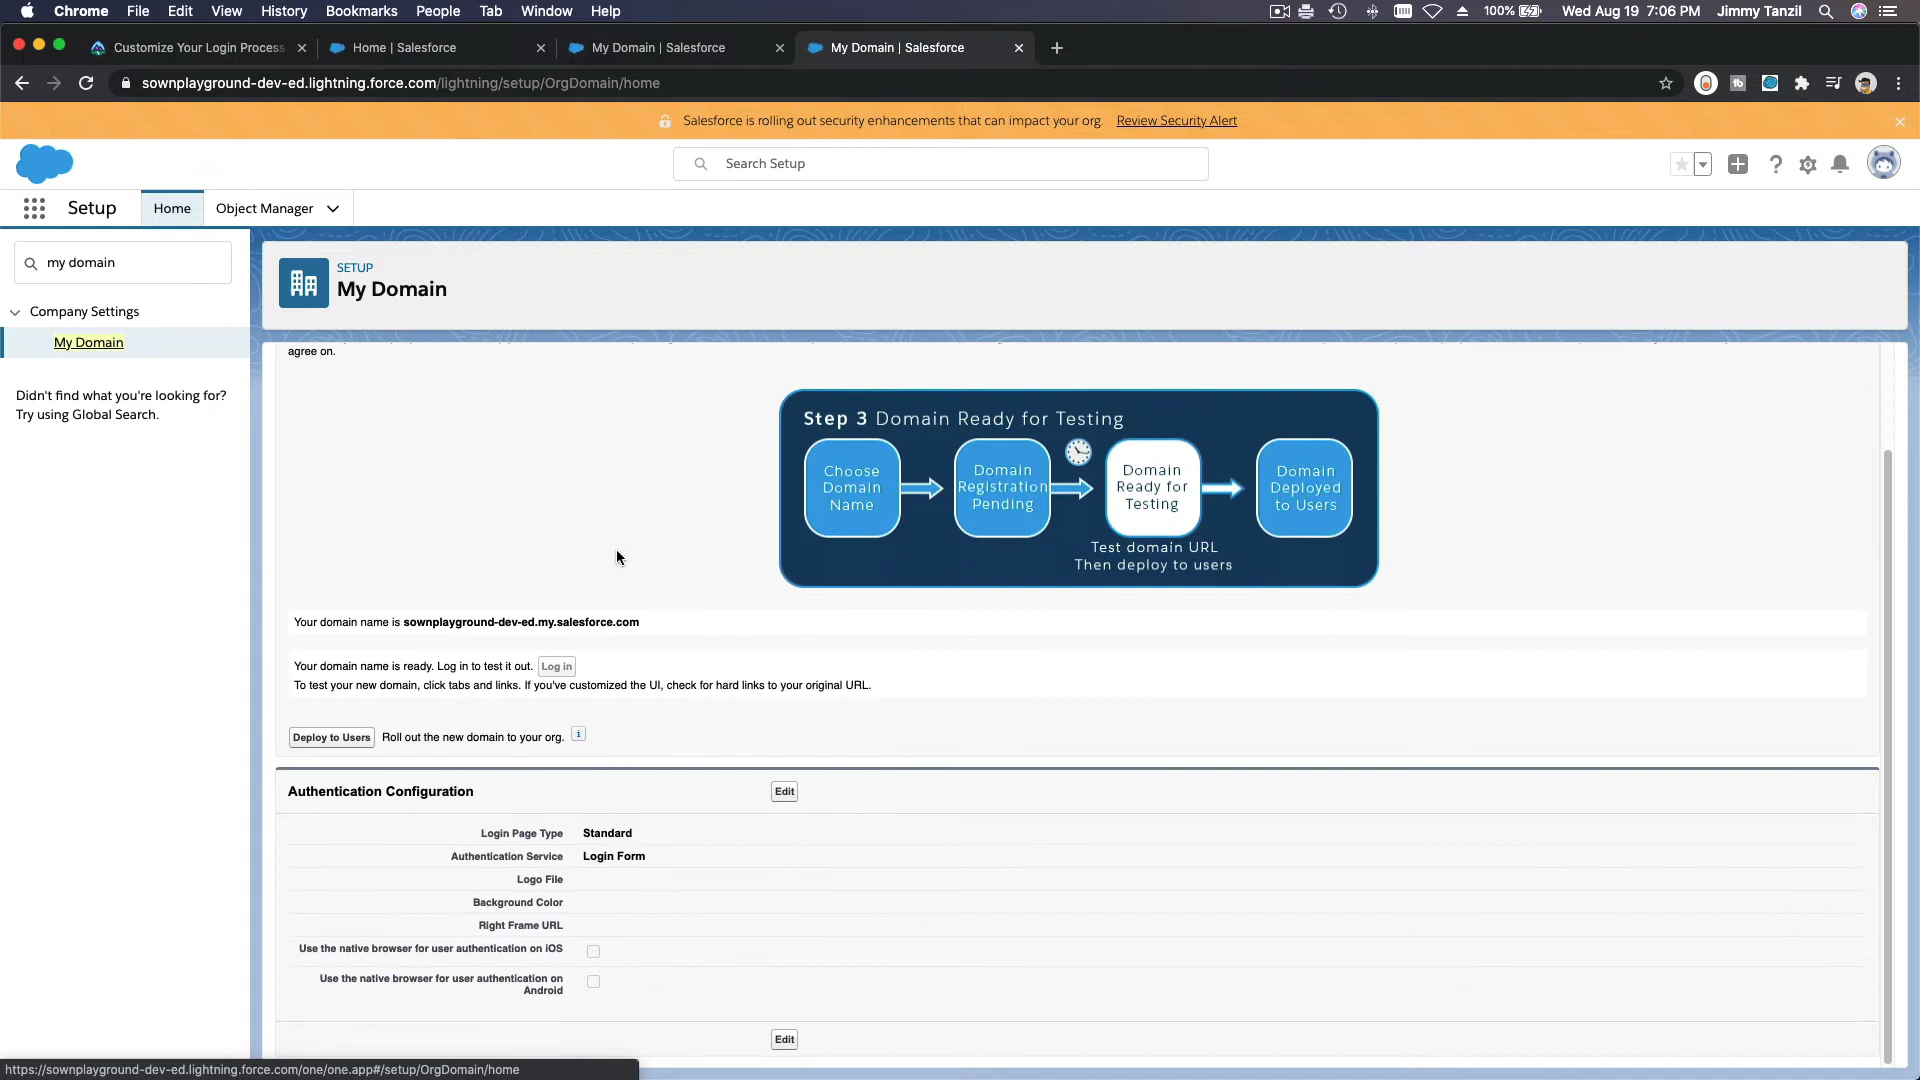 Chrome File Edit View History Bookmarks People Tab Window Help 100% Wed Aug 19 7:06 PM Jimmy Tanzil
Customize Your Login Process Home | Salesforce My Domain | Salesforce My Domain | Salesforce
sownplayground-dev-ed.lightning.force.com/lightning/setup/OrgDomain/home
Salesforce is rolling out security enhancements that can impact your org. Review Security Alert
Search Setup
Setup Home Object Manager
my domain
SETUP
My Domain
Company Settings
My Domain
Didn't find what you're looking for?
Try using Global Search.
agree on.
Step 3 Domain Ready for Testing
Choose
Domain
Name
Domain
Registration
Pending
Domain
Ready for
Testing
Domain
Deployed
to Users
Test domain URL
Then deploy to users
Your domain name is sownplayground-dev-ed.my.salesforce.com
Your domain name is ready. Log in to test it out. Log in
To test your new domain, click tabs and links. If you've customized the UI, check for hard links to your original URL.
Deploy to Users Roll out the new domain to your org. i
Authentication Configuration Edit
Login Page Type Standard
Authentication Service Login Form
Logo File
Background Color
Right Frame URL
Use the native browser for user authentication on iOS
Use the native browser for user authentication on
Android
Edit
https://sownplayground-dev-ed.lightning.force.com/one/one.app#/setup/OrgDomain/home